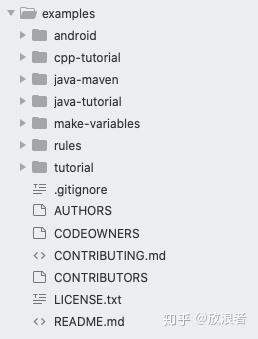 examples
android
cpp-tutorial
java-maven
java-tutorial
make-variables
rules
tutorial
.gitignore
AUTHORS
CODEOWNERS
CONTRIBUTING.md
CONTRIBUTORS
LICENSE.txt
README.md
知乎 @放浪者